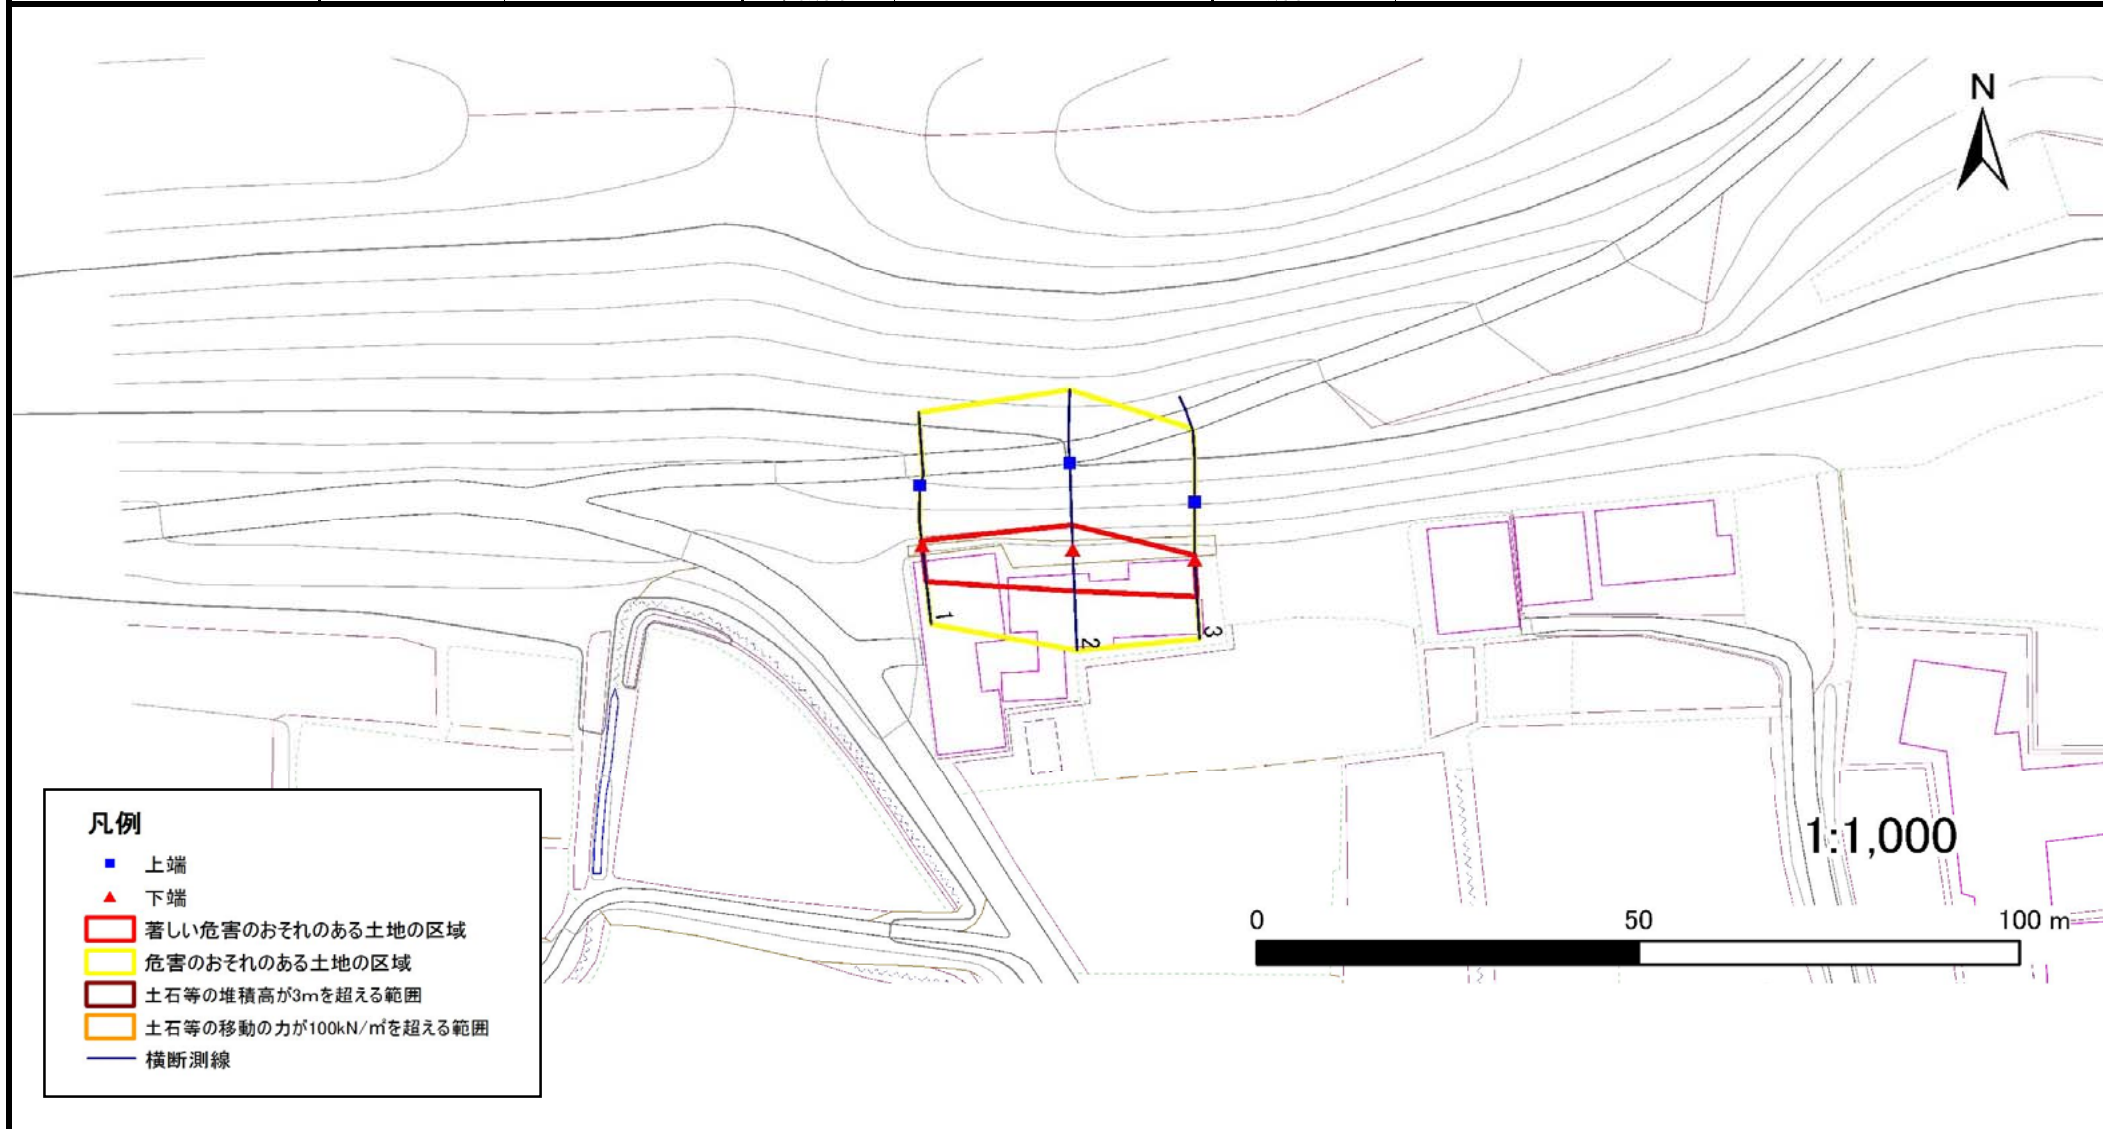 N
1
2
3
1:1,000
0 50 100 m
凡例
上端
下端
著しい危害のおそれのある土地の区域
危害のおそれのある土地の区域
土石等の堆積高が3mを超える範囲
土石等の移動の力が100kN/㎡を超える範囲
横断測線